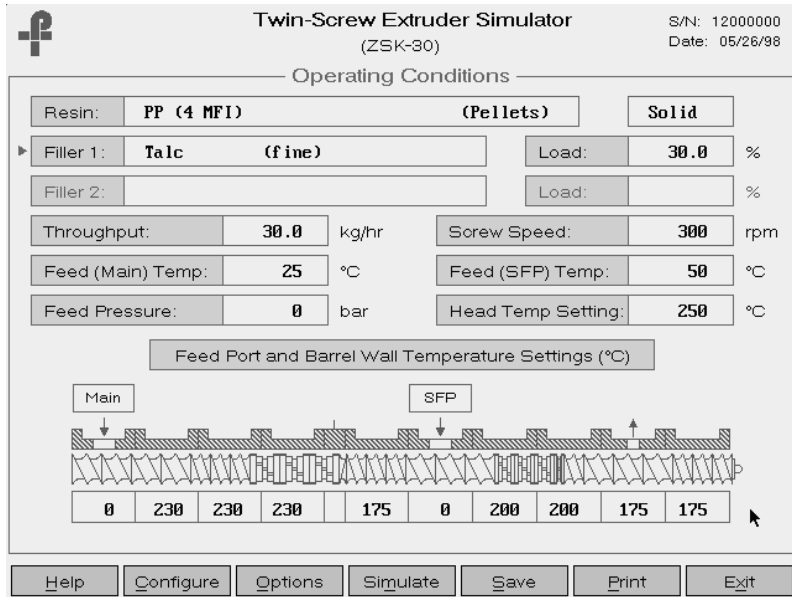 Twin-Screw Extruder Simulator
(ZSK-30)
S/N: 12000000
Date: 05/26/98
Operating Conditions
Resin: PP (4 MFI) (Pellets) Solid
Filler 1: Talc (fine) Load: 30.0 %
Filler 2: Load: %
Throughput: 30.0 kg/hr Screw Speed: 300 rpm
Feed (Main) Temp: 25 °C Feed (SFP) Temp: 50 °C
Feed Pressure: 0 bar Head Temp Setting: 250 °C
Feed Port and Barrel Wall Temperature Settings (°C)
Main SFP
0 230 230 230 175 0 200 200 175 175
Help Configure Options Simulate Save Print Exit